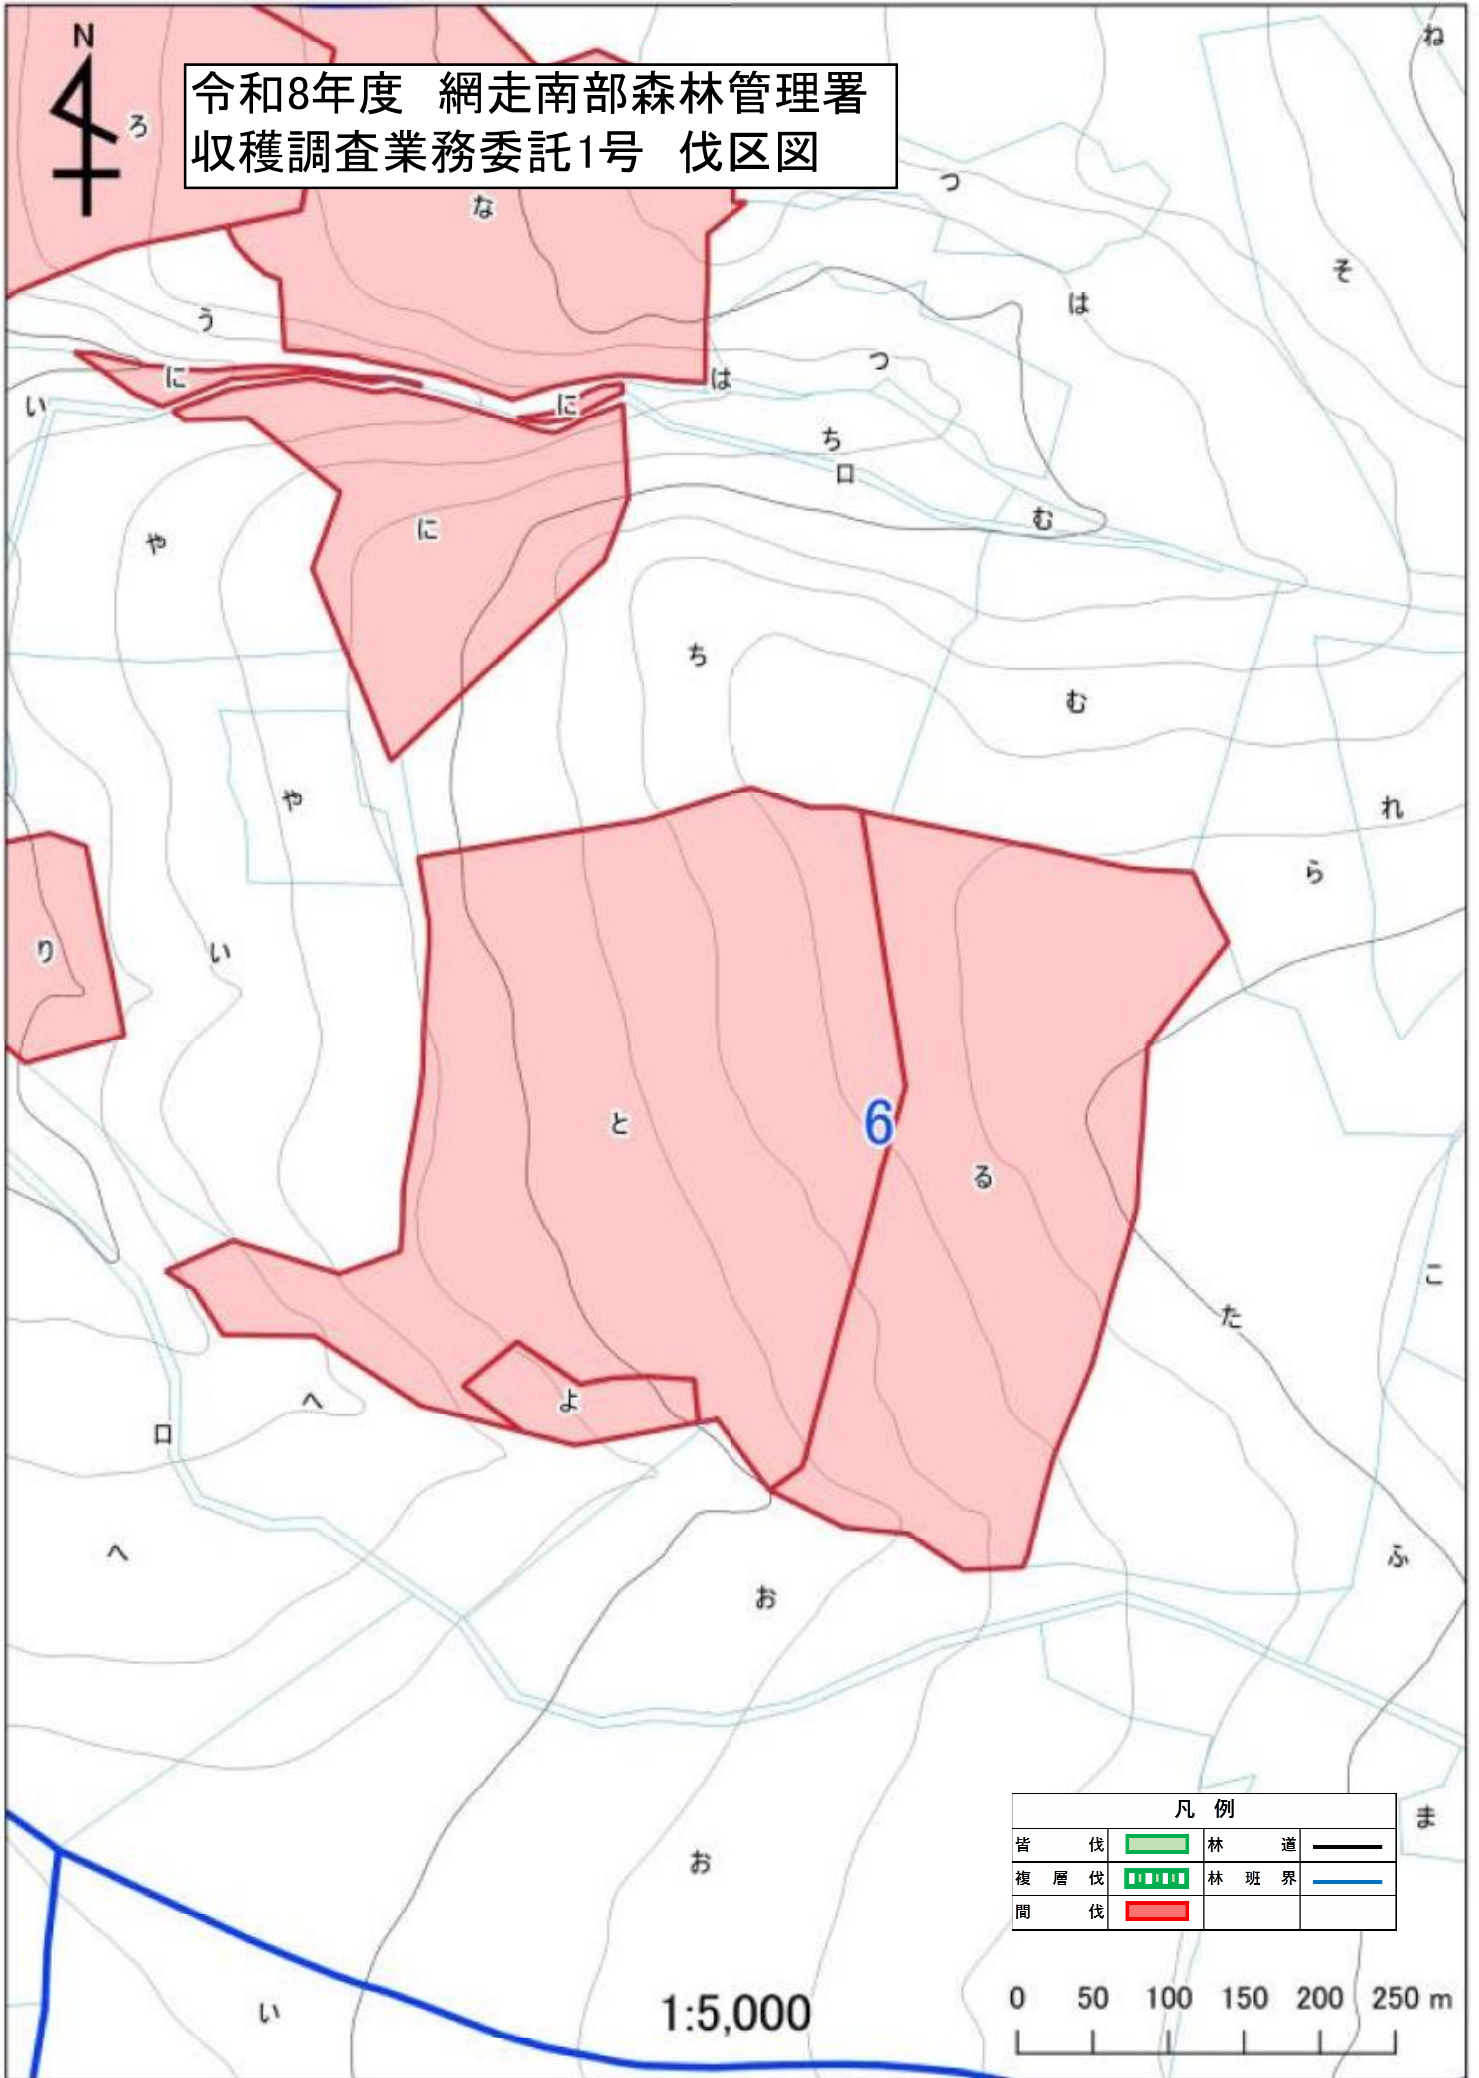 N
令和8年度　網走南部森林管理署
収穫調査業務委託1号　伐区図
ね
ろ
つ
な
そ
は
う
つ
に
は
い
に
ち
ロ
に
む
や
ち
む
や
れ
ら
り
い
と
6
る
こ
た
よ
へ
ロ
へ
ふ
お
凡 例
皆 伐 林 道
複 層 伐 林 班 界
間 伐
ま
お
い
1:5,000
0 50 100 150 200 250 m